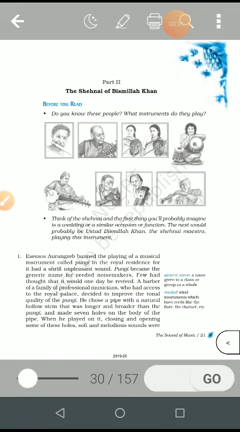 Part II
The Shehnai of Bismillah Khan
BEFORE YOU READ
• Do you know these people? What instruments do they play?
• Think of the shehnai and the first thing you'll probably imagine
is a wedding or a similar occasion or function. The next would
probably be Ustad Bismillah Khan, the shehnai maestro,
playing this instrument.
1. EMPEROR Aurangzeb banned the playing of a musical
instrument called pungi in the royal residence for
it had a shrill unpleasant sound. Pungi became the
generic name for reeded noisemakers. Few had
thought that it would one day be revived. A barber
of a family of professional musicians, who had access
to the royal palace, decided to improve the tonal
quality of the pungi. He chose a pipe with a natural
hollow stem that was longer and broader than the
pungi, and made seven holes on the body of the
pipe. When he played on it, closing and opening
some of these holes, soft and melodious sounds were
generic name: a name
given to a class or
group as a whole
reeded: wind
instruments which
have reeds like the
flute, the clarinet, etc.
The Sound of Music / 21
2019-20
<
30 / 157
GO